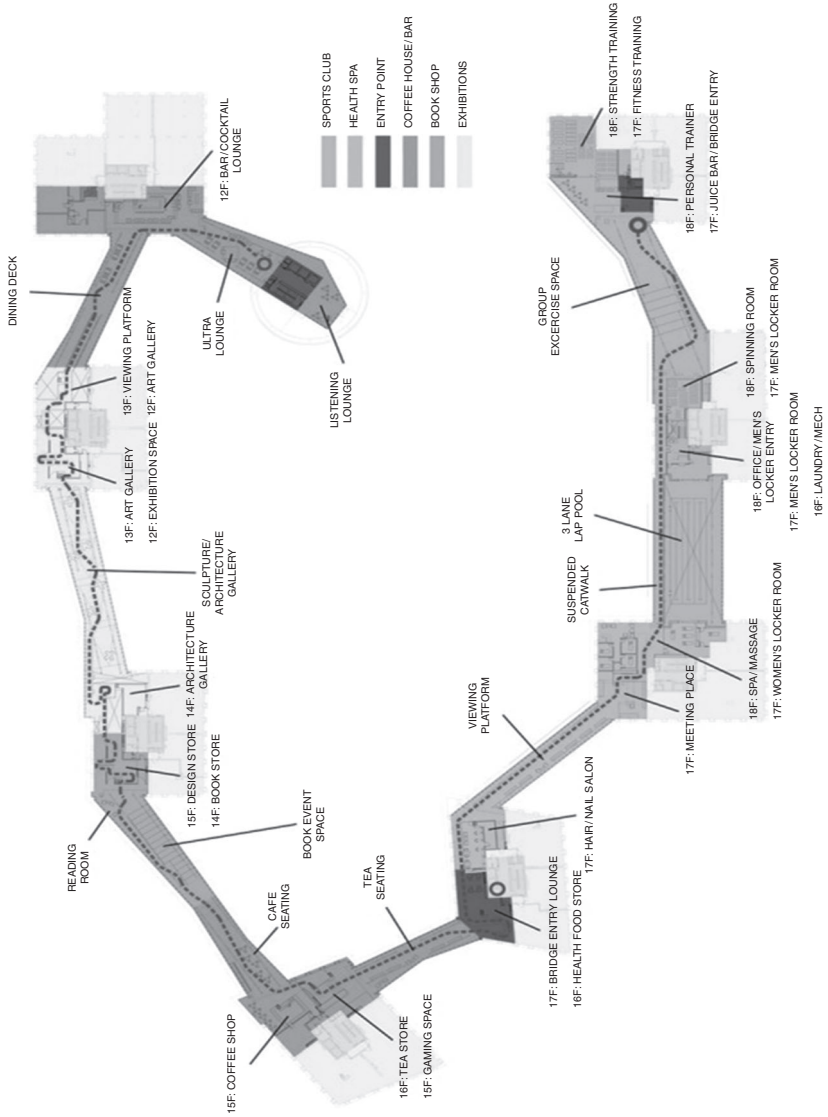 DINING DECK
12F: BAR/COCKTAIL
LOUNGE
13F: VIEWING PLATFORM
12F: ART GALLERY
ULTRA
LOUNGE
LISTENING
LOUNGE
13F: ART GALLERY
12F: EXHIBITION SPACE
SCULPTURE/
ARCHITECTURE
GALLERY
14F: ARCHITECTURE
GALLERY
15F: DESIGN STORE
14F: BOOK STORE
READING
ROOM
BOOK EVENT
SPACE
CAFE
SEATING
15F: COFFEE SHOP
16F: TEA STORE
15F: GAMING SPACE
TEA
SEATING
SPORTS CLUB
HEALTH SPA
ENTRY POINT
COFFEE HOUSE/BAR
BOOK SHOP
EXHIBITIONS
17F: BRIDGE ENTRY LOUNGE
16F: HEALTH FOOD STORE
17F: HAIR/NAIL SALON
VIEWING
PLATFORM
17F: MEETING PLACE
18F: SPA/MASSAGE
17F: WOMEN'S LOCKER ROOM
SUSPENDED
CATWALK
3 LANE
LAP POOL
18F: OFFICE/MEN'S
LOCKER ENTRY
17F: MEN'S LOCKER ROOM
16F: LAUNDRY/MECH
18F: SPINNING ROOM
17F: MEN'S LOCKER ROOM
GROUP
EXCERCISE SPACE
18F: PERSONAL TRAINER
17F: JUICE BAR/BRIDGE ENTRY
18F: STRENGTH TRAINING
17F: FITNESS TRAINING